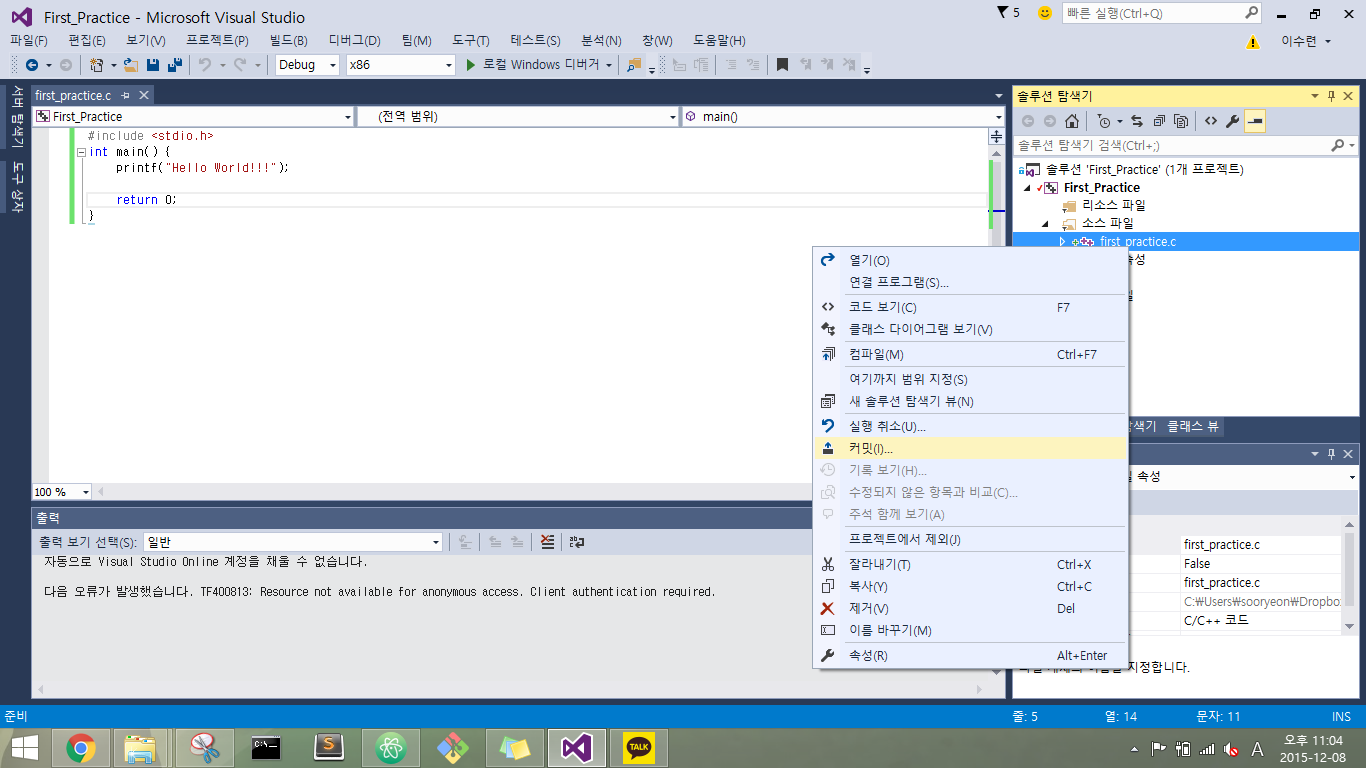 First_Practice - Microsoft Visual Studio
5
빠른 실행(Ctrl+Q)
파일(F) 편집(E) 보기(V) 프로젝트(P) 빌드(B) 디버그(D) 팀(M) 도구(T) 테스트(S) 분석(N) 창(W) 도움말(H)
이수련
Debug x86 로컬 Windows 디버거
서버 탐색기
도구 상자
first_practice.c
First_Practice (전역 범위) main()
#include <stdio.h>
int main() {
printf("Hello World!!!");
return 0;
}
100 %
솔루션 탐색기
솔루션 탐색기 검색(Ctrl+;)
솔루션 'First_Practice' (1개 프로젝트)
First_Practice
리소스 파일
소스 파일
first_practice.c
속성
열기(O)
연결 프로그램(S)...
코드 보기(C) F7
클래스 다이어그램 보기(V)
컴파일(M) Ctrl+F7
여기까지 범위 지정(S)
새 솔루션 탐색기 뷰(N)
실행 취소(U)...
커밋(I)...
기록 보기(H)...
수정되지 않은 항목과 비교(C)...
주석 함께 보기(A)
프로젝트에서 제외(J)
잘라내기(T) Ctrl+X
복사(Y) Ctrl+C
제거(V) Del
이름 바꾸기(M)
속성(R) Alt+Enter
탐색기 클래스 뷰
속성
first_practice.c
False
first_practice.c
C:₩Users₩sooryeon₩Dropbo
C/C++ 코드
지정합니다.
출력
출력 보기 선택(S): 일반
자동으로 Visual Studio Online 계정을 채울 수 없습니다.
다음 오류가 발생했습니다. TF400813: Resource not available for anonymous access. Client authentication required.
준비 줄: 5 열: 14 문자: 11 INS
C:\_
S
TALK
A
오후 11:04
2015-12-08